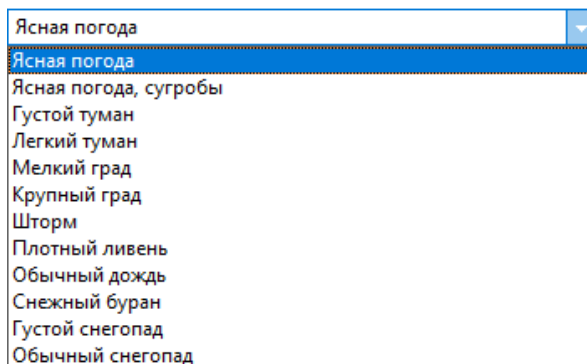 Ясная погода
Ясная погода
Ясная погода, сугробы
Густой туман
Легкий туман
Мелкий град
Крупный град
Шторм
Плотный ливень
Обычный дождь
Снежный буран
Густой снегопад
Обычный снегопад